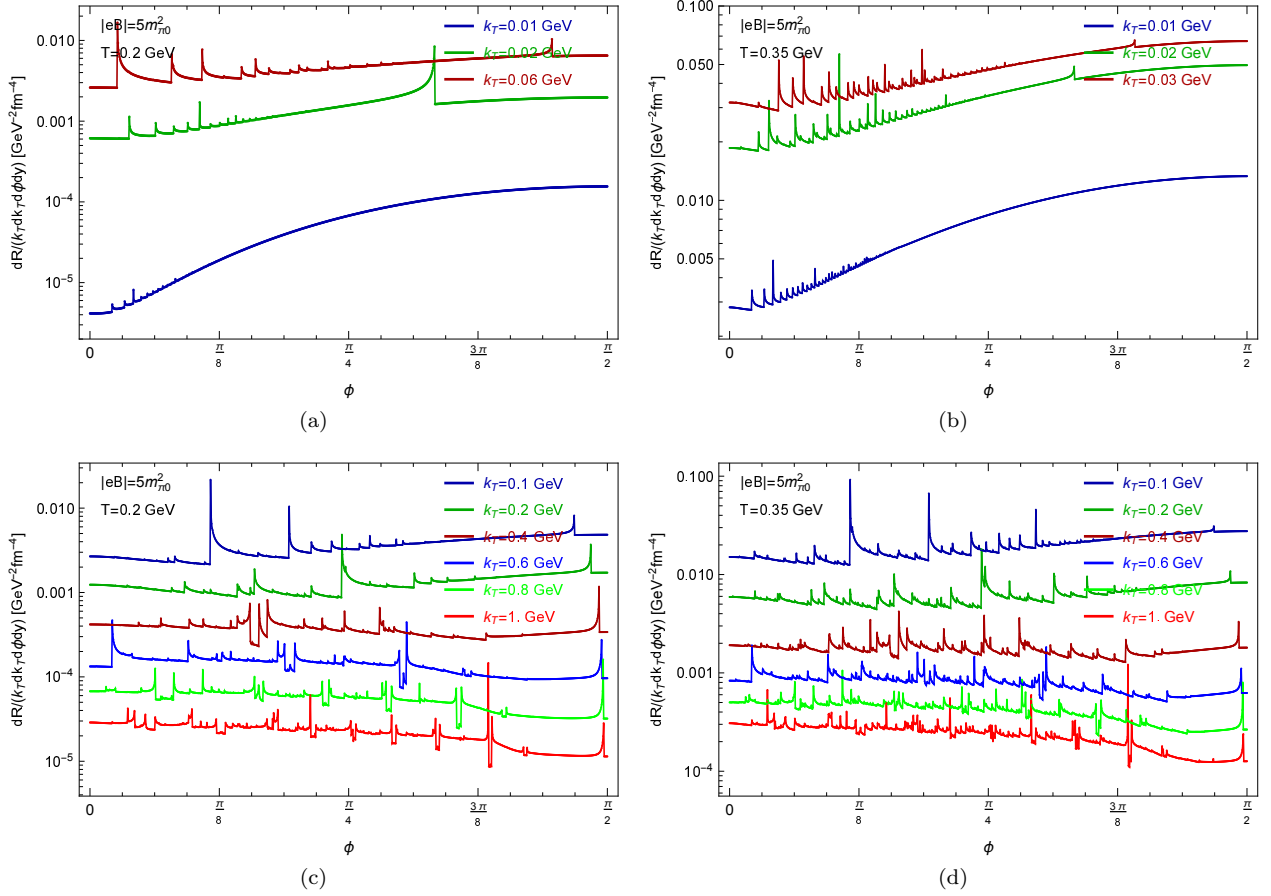 |eB|=5m²π0
T=0.2 GeV
kT=0.01 GeV
kT=0.02 GeV
kT=0.06 GeV
0.010
0.001
10⁻⁴
10⁻⁵
dR/(kTdkTdϕdy) [GeV⁻²fm⁻⁴]
0 π/8 π/4 3π/8 π/2
ϕ
(a)
|eB|=5m²π0
T=0.35 GeV
kT=0.01 GeV
kT=0.02 GeV
kT=0.03 GeV
0.100
0.050
0.010
0.005
dR/(kTdkTdϕdy) [GeV⁻²fm⁻⁴]
0 π/8 π/4 3π/8 π/2
ϕ
(b)
|eB|=5m²π0
T=0.2 GeV
kT=0.1 GeV
kT=0.2 GeV
kT=0.4 GeV
kT=0.6 GeV
kT=0.8 GeV
kT=1. GeV
0.010
0.001
10⁻⁴
10⁻⁵
dR/(kTdkTdϕdy) [GeV⁻²fm⁻⁴]
0 π/8 π/4 3π/8 π/2
ϕ
(c)
|eB|=5m²π0
T=0.35 GeV
kT=0.1 GeV
kT=0.2 GeV
kT=0.4 GeV
kT=0.6 GeV
kT=0.8 GeV
kT=1. GeV
0.100
0.010
0.001
10⁻⁴
dR/(kTdkTdϕdy) [GeV⁻²fm⁻⁴]
0 π/8 π/4 3π/8 π/2
ϕ
(d)